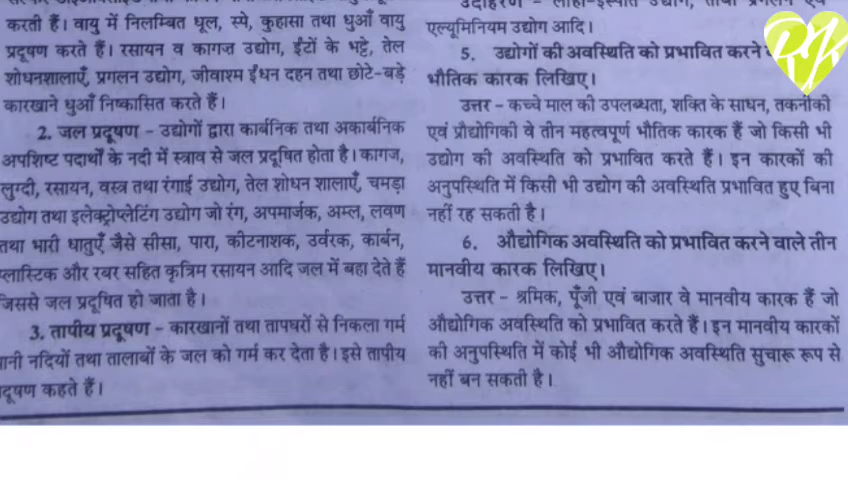 करती हैं। वायु में निलम्बित धूल, स्प्रे, कुहासा तथा धुआँ वायु
प्रदूषण करते हैं। रसायन व कागज उद्योग, ईंटों के भट्टे, तेल
शोधनशालाएँ, प्रगलन उद्योग, जीवाश्म ईंधन दहन तथा छोटे-बड़े
कारखाने धुआँ निष्कासित करते हैं।
2. जल प्रदूषण – उद्योगों द्वारा कार्बनिक तथा अकार्बनिक
अपशिष्ट पदार्थों के नदी में स्त्राव से जल प्रदूषित होता है। कागज,
लुग्दी, रसायन, वस्त्र तथा रंगाई उद्योग, तेल शोधन शालाएँ, चमड़ा
उद्योग तथा इलेक्ट्रोप्लेटिंग उद्योग जो रंग, अपमार्जक, अम्ल, लवण
तथा भारी धातुएँ जैसे सीसा, पारा, कीटनाशक, उर्वरक, कार्बन,
प्लास्टिक और रबर सहित कृत्रिम रसायन आदि जल में बहा देते हैं
जिससे जल प्रदूषित हो जाता है।
3. तापीय प्रदूषण – कारखानों तथा तापघरों से निकला गर्म
पानी नदियों तथा तालाबों के जल को गर्म कर देता है। इसे तापीय
प्रदूषण कहते हैं।
एल्यूमिनियम उद्योग आदि।
5. उद्योगों की अवस्थिति को प्रभावित करने
भौतिक कारक लिखिए।
उत्तर – कच्चे माल की उपलब्धता, शक्ति के साधन, तकनीकी
एवं प्रौद्योगिकी वे तीन महत्वपूर्ण भौतिक कारक हैं जो किसी भी
उद्योग की अवस्थिति को प्रभावित करते हैं। इन कारकों की
अनुपस्थिति में किसी भी उद्योग की अवस्थिति प्रभावित हुए बिना
नहीं रह सकती है।
6. औद्योगिक अवस्थिति को प्रभावित करने वाले तीन
मानवीय कारक लिखिए।
उत्तर – श्रमिक, पूँजी एवं बाजार वे मानवीय कारक हैं जो
औद्योगिक अवस्थिति को प्रभावित करते हैं। इन मानवीय कारकों
की अनुपस्थिति में कोई भी औद्योगिक अवस्थिति सुचारू रूप से
नहीं बन सकती है।
RK